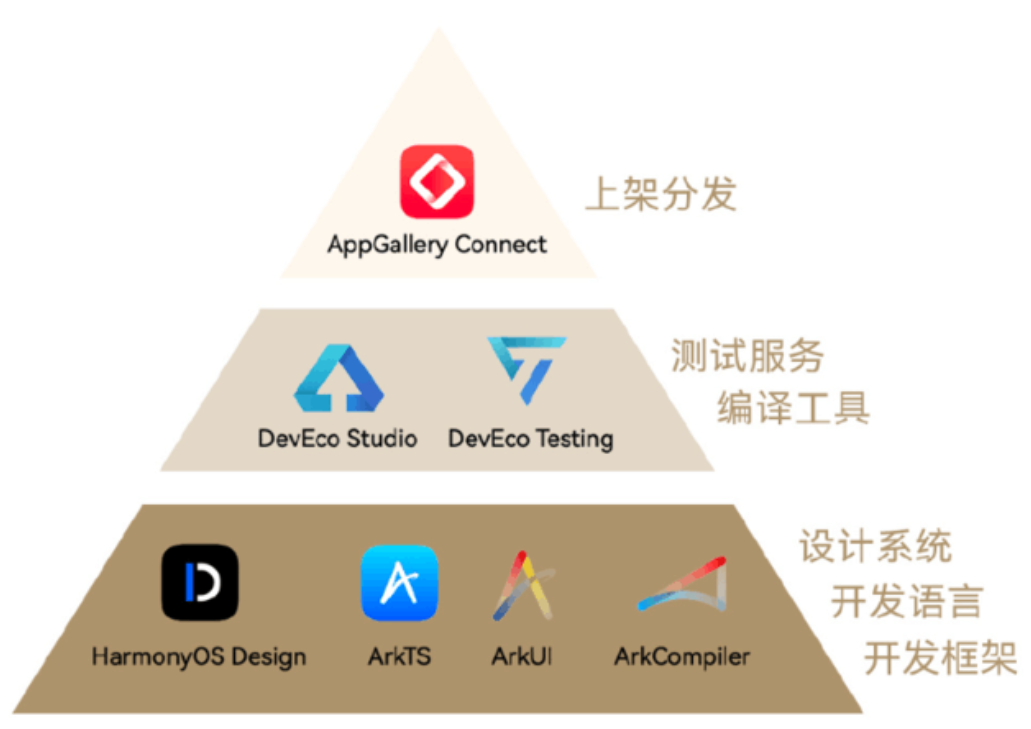 上架分发
AppGallery Connect
测试服务
编译工具
DevEco Studio
DevEco Testing
设计系统
开发语言
开发框架
HarmonyOS Design
ArkTS
ArkUI
ArkCompiler